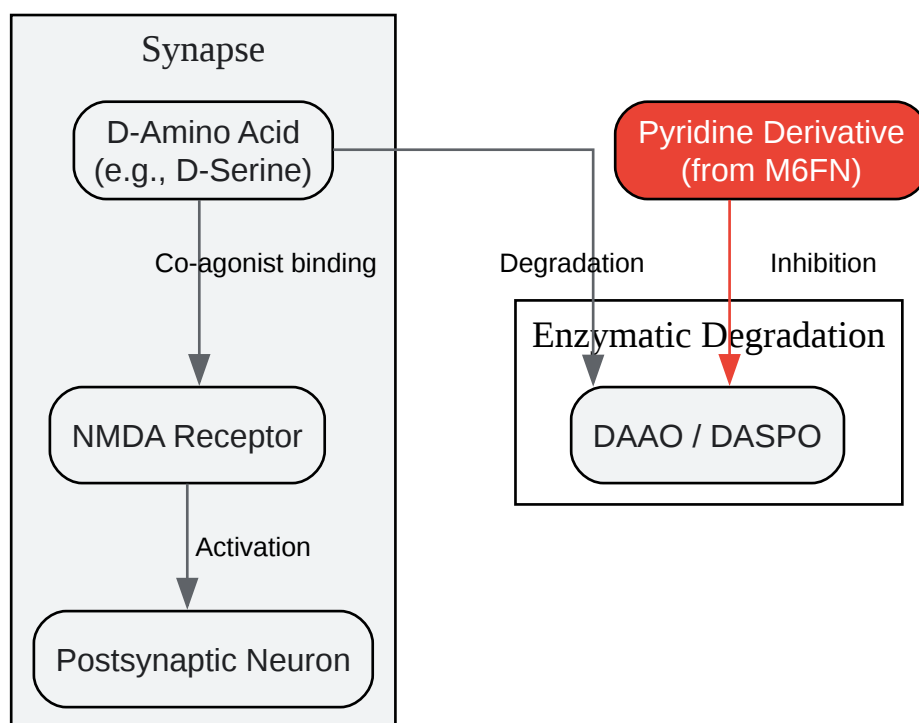 Synapse
D-Amino Acid
(e.g., D-Serine)
Pyridine Derivative
(from M6FN)
Co-agonist binding
Degradation
Inhibition
Enzymatic Degradation
NMDA Receptor
DAAO / DASPO
Activation
Postsynaptic Neuron